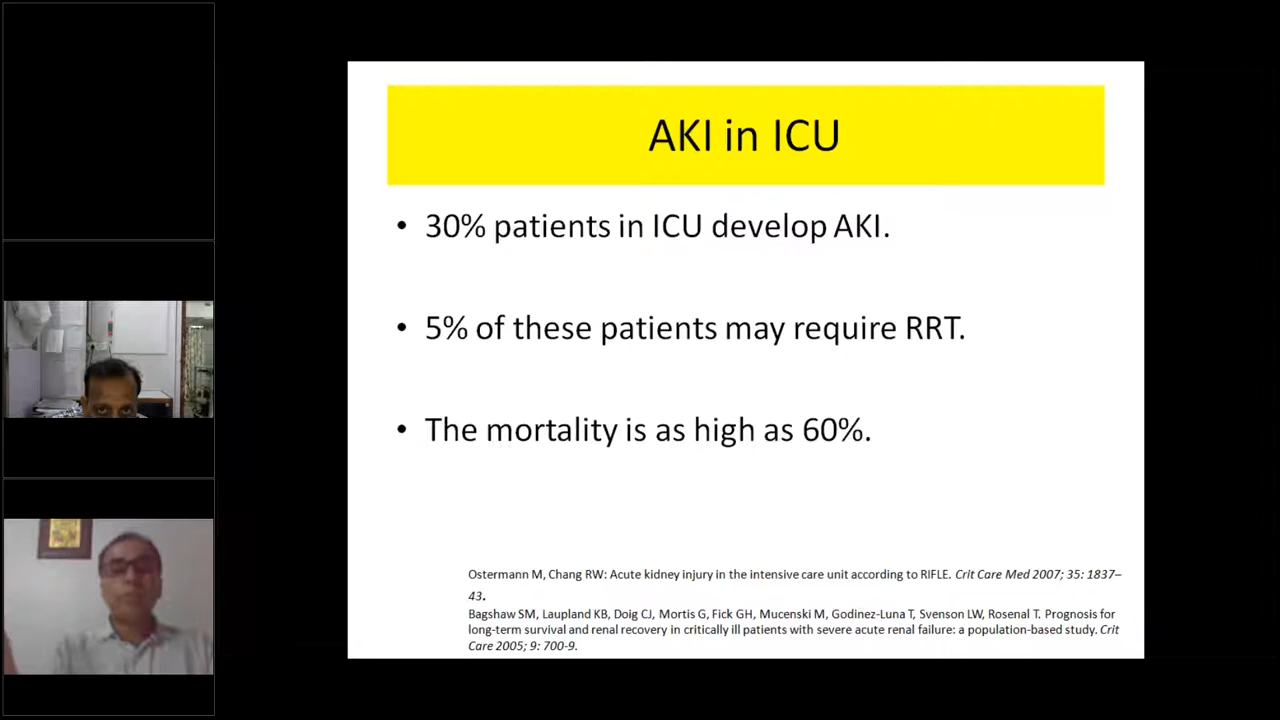 AKI in ICU
• 30% patients in ICU develop AKI.
• 5% of these patients may require RRT.
• The mortality is as high as 60%.
Ostermann M, Chang RW: Acute kidney injury in the intensive care unit according to RIFLE. Crit Care Med 2007; 35: 1837–
43.
Bagshaw SM, Laupland KB, Doig CJ, Mortis G, Fick GH, Mucenski M, Godinez-Luna T, Svenson LW, Rosenal T. Prognosis for
long-term survival and renal recovery in critically ill patients with severe acute renal failure: a population-based study. Crit
Care 2005; 9: 700-9.